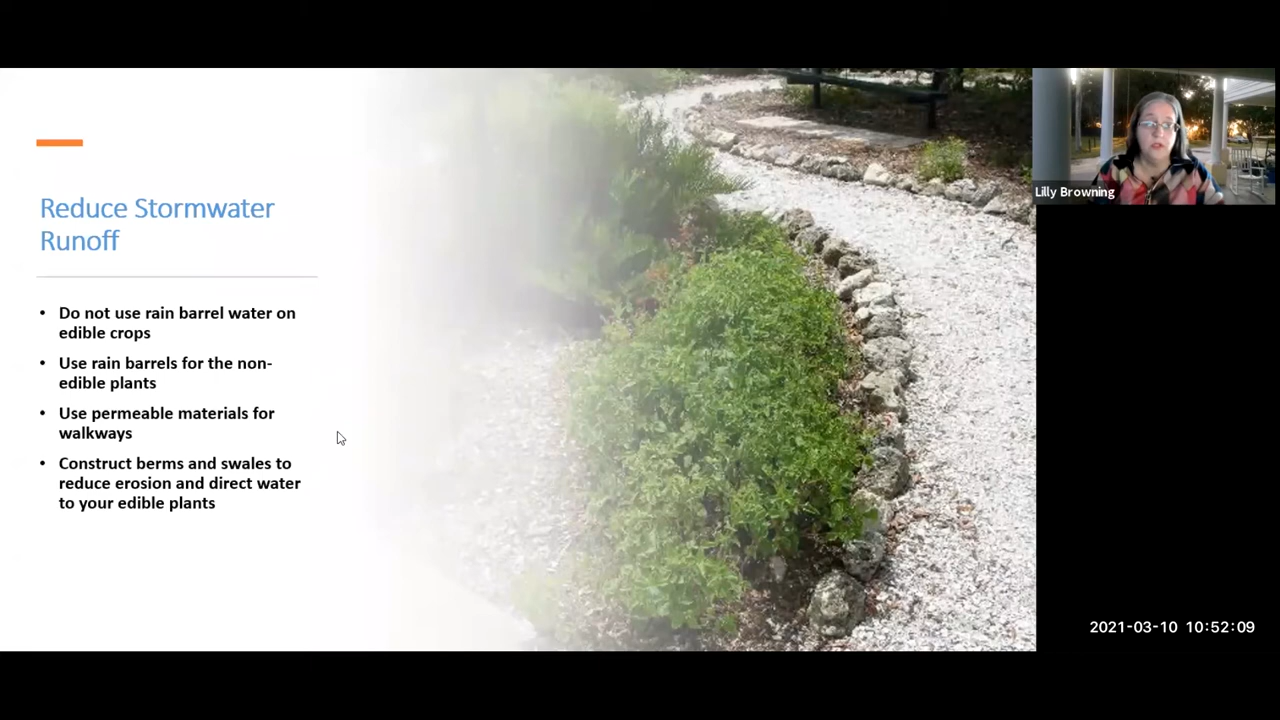 Reduce Stormwater
Runoff
• Do not use rain barrel water on
edible crops
• Use rain barrels for the non-
edible plants
• Use permeable materials for
walkways
• Construct berms and swales to
reduce erosion and direct water
to your edible plants
Lilly Browning
2021-03-10 10:52:09